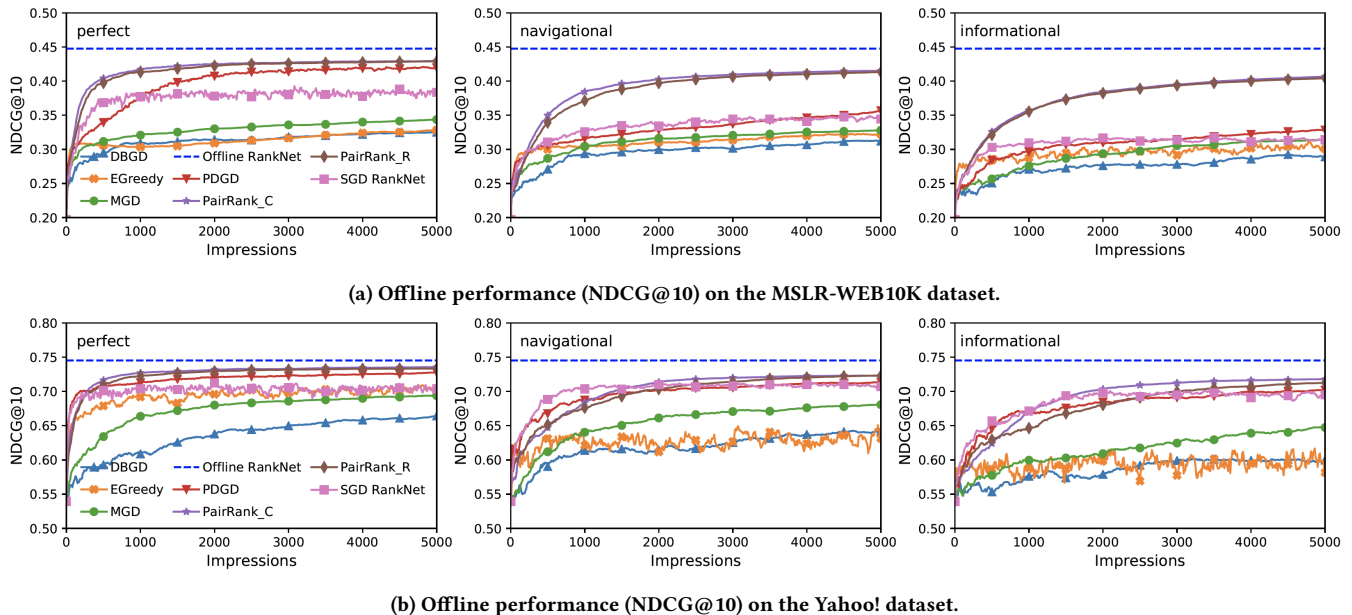 perfect
navigational
informational
NDCG@10
NDCG@10
NDCG@10
0.50
0.45
0.40
0.35
0.30
0.25
0.20
0.50
0.45
0.40
0.35
0.30
0.25
0.20
0.50
0.45
0.40
0.35
0.30
0.25
0.20
DBGD
EGreedy
MGD
Offline RankNet
PDGD
PairRank_C
PairRank_R
SGD RankNet
0 1000 2000 3000 4000 5000
0 1000 2000 3000 4000 5000
0 1000 2000 3000 4000 5000
Impressions
Impressions
Impressions
(a) Offline performance (NDCG@10) on the MSLR-WEB10K dataset.
perfect
navigational
informational
NDCG@10
NDCG@10
NDCG@10
0.80
0.75
0.70
0.65
0.60
0.55
0.50
0.80
0.75
0.70
0.65
0.60
0.55
0.50
0.80
0.75
0.70
0.65
0.60
0.55
0.50
DBGD
EGreedy
MGD
Offline RankNet
PDGD
PairRank_C
PairRank_R
SGD RankNet
0 1000 2000 3000 4000 5000
0 1000 2000 3000 4000 5000
0 1000 2000 3000 4000 5000
Impressions
Impressions
Impressions
(b) Offline performance (NDCG@10) on the Yahoo! dataset.